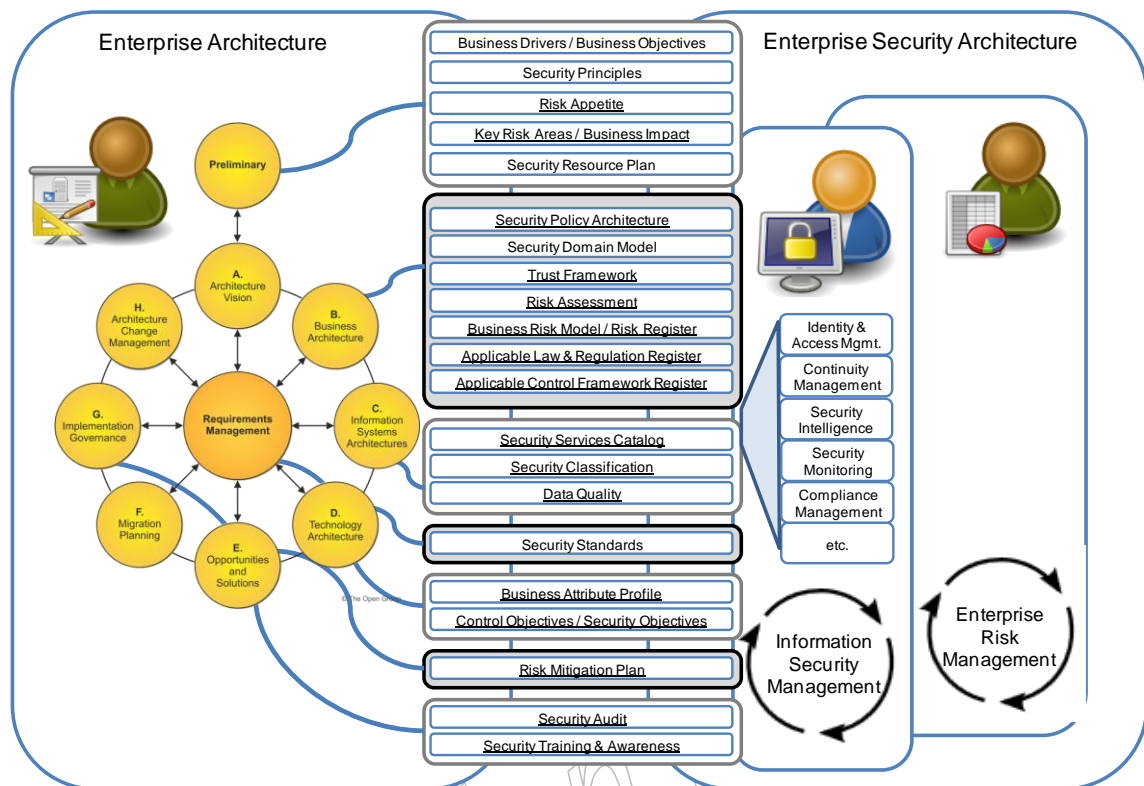 Enterprise Architecture
Preliminary
A.
Architecture
Vision
B.
Business
Architecture
C.
Information
Systems
Architectures
D.
Technology
Architecture
E.
Opportunities
and
Solutions
F.
Migration
Planning
G.
Implementation
Governance
H.
Architecture
Change
Management
Requirements
Management
Business Drivers / Business Objectives
Security Principles
Risk Appetite
Key Risk Areas / Business Impact
Security Resource Plan
Security Policy Architecture
Security Domain Model
Trust Framework
Risk Assessment
Business Risk Model / Risk Register
Applicable Law & Regulation Register
Applicable Control Framework Register
Security Services Catalog
Security Classification
Data Quality
Security Standards
Business Attribute Profile
Control Objectives / Security Objectives
Risk Mitigation Plan
Security Audit
Security Training & Awareness
Enterprise Security Architecture
Identity &
Access Mgmt.
Continuity
Management
Security
Intelligence
Security
Monitoring
Compliance
Management
etc.
Information
Security
Management
Enterprise
Risk
Management